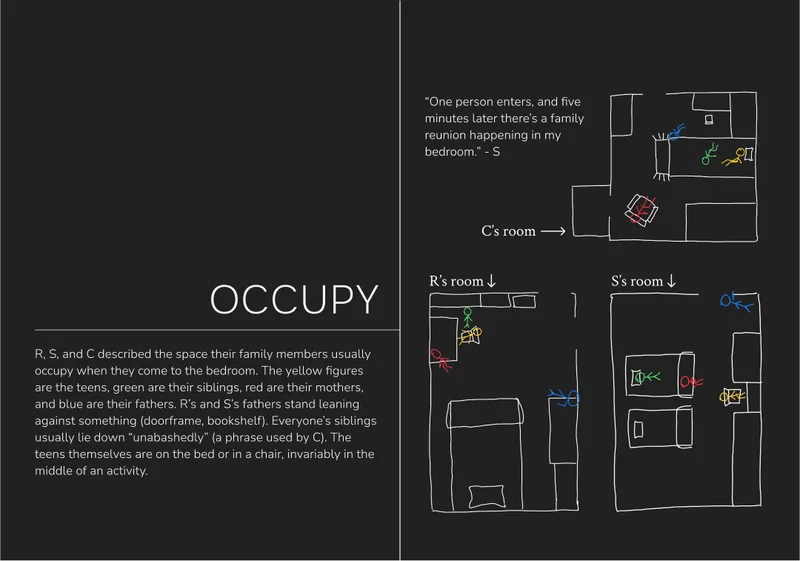 OCCUPY
R, S, and C described the space their family members usually
occupy when they come to the bedroom. The yellow figures
are the teens, green are their siblings, red are their mothers,
and blue are their fathers. R's and S's fathers stand leaning
against something (doorframe, bookshelf). Everyone's siblings
usually lie down “unabashedly” (a phrase used by C). The
teens themselves are on the bed or in a chair, invariably in the
middle of an activity.
“One person enters, and five
minutes later there's a family
reunion happening in my
bedroom.” - S
C's room →
R's room ↓
S's room ↓